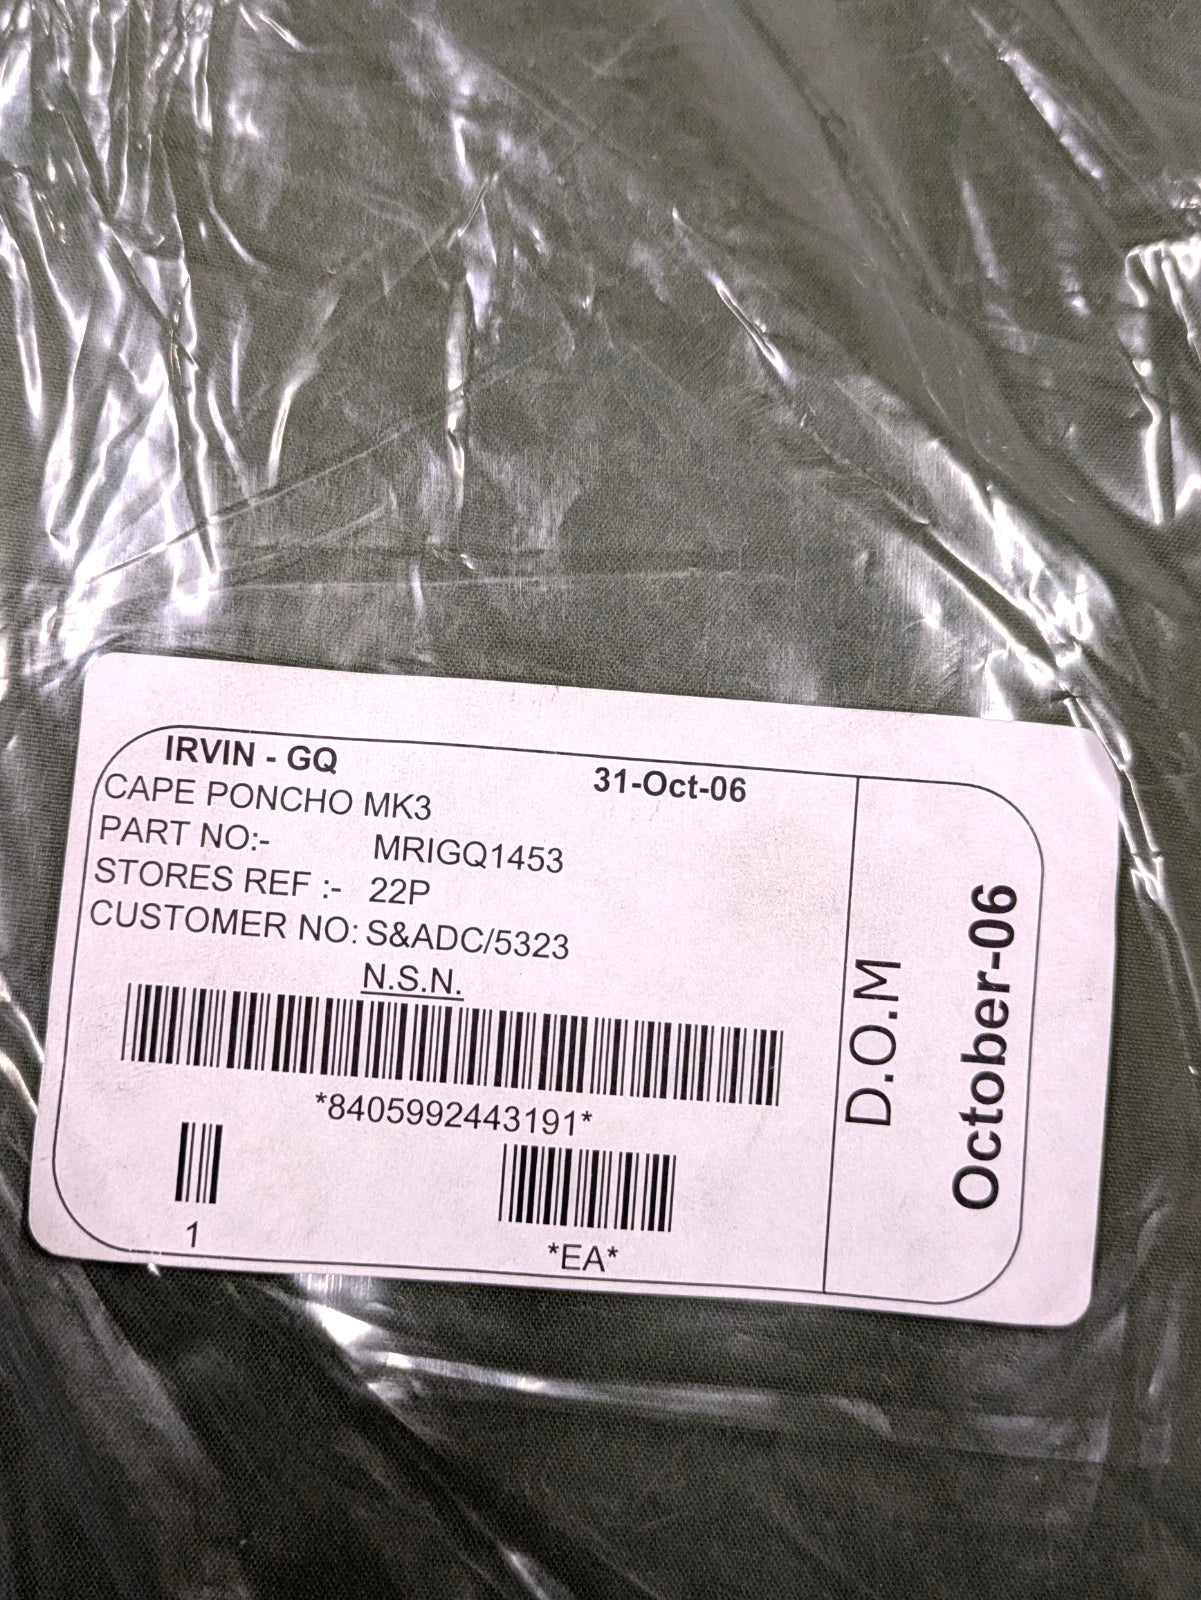 IRVIN - GQ 31-Oct-06
CAPE PONCHO MK3
PART NO:- MRIGQ1453
STORES REF :- 22P
CUSTOMER NO: S&ADC/5323
N.S.N.
*8405992443191*
1 *EA*
D.O.M
October-06